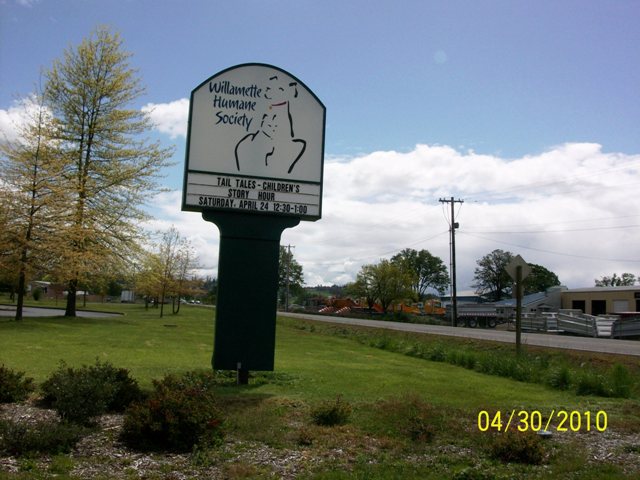 Willamette
Humane
Society
TAIL TALES - CHILDREN'S
STORY HOUR
SATURDAY, APRIL 24 12:30-1:00
04/30/2010